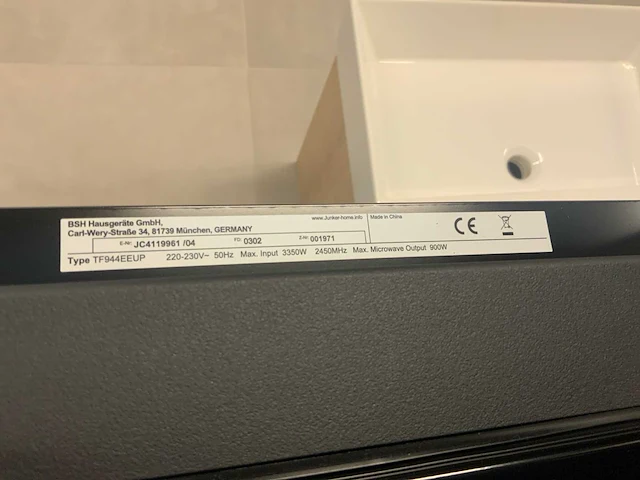 BSH Hausgeräte GmbH,
Carl-Wery-Straße 34, 81739 München, GERMANY
www.Junker-home.info
Made in China
E-Nr. JC4119961 /04 FD 0302 Z-Nr. 001971
Type TF944EEUP 220-230V~ 50Hz Max. Input 3350W 2450MHz Max. Microwave Output 900W
CE